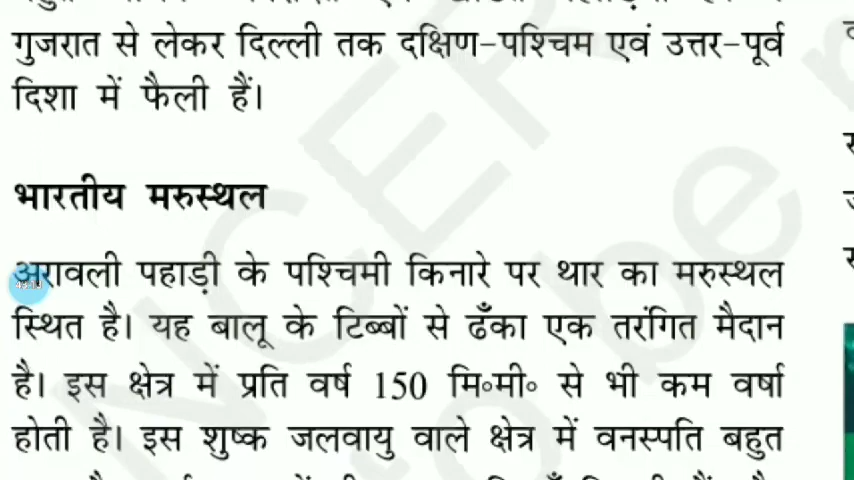 गुजरात से लेकर दिल्ली तक दक्षिण-पश्चिम एवं उत्तर-पूर्व
दिशा में फैली हैं।
भारतीय मरुस्थल
अरावली पहाड़ी के पश्चिमी किनारे पर थार का मरुस्थल
स्थित है। यह बालू के टिब्बों से ढँका एक तरंगित मैदान
है। इस क्षेत्र में प्रति वर्ष 150 मि॰मी॰ से भी कम वर्षा
होती है। इस शुष्क जलवायु वाले क्षेत्र में वनस्पति बहुत